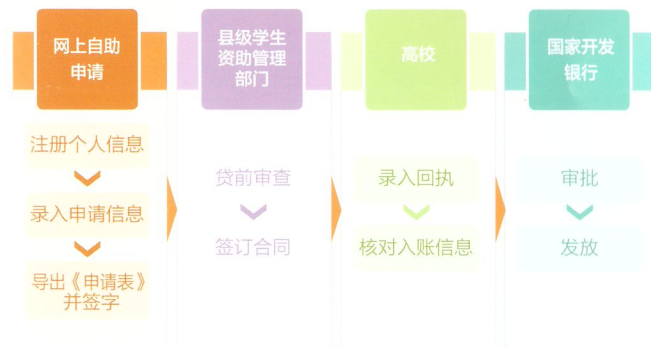 网上自助
申请
注册个人信息
录入申请信息
导出《申请表》
并签字
县级学生
资助管理
部门
贷前审查
签订合同
高校
录入回执
核对入账信息
国家开发
银行
审批
发放